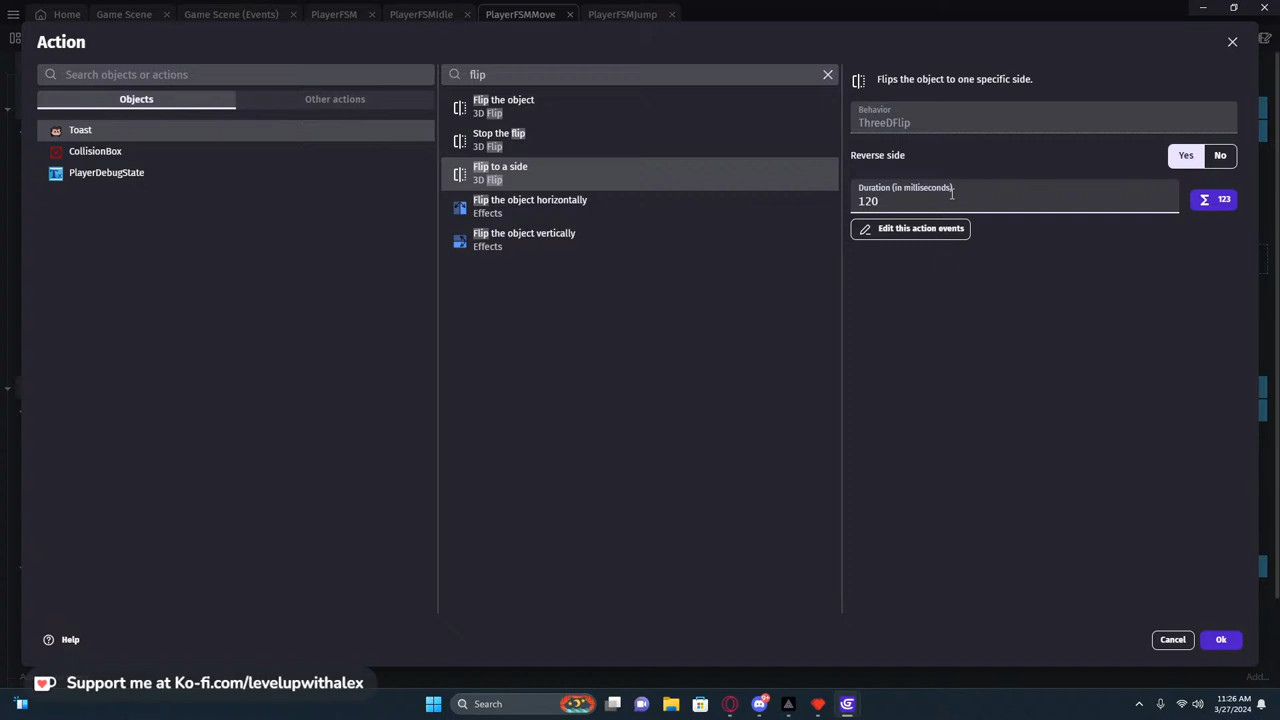 Home
Game Scene
Game Scene (Events)
PlayerFSM
PlayerFSMIdle
PlayerFSMMove
PlayerFSMJump
Action
Search objects or actions
Objects
Other actions
Toast
CollisionBox
PlayerDebugState
flip
Flip the object
3D Flip
Stop the flip
3D Flip
Flip to a side
3D Flip
Flip the object horizontally
Effects
Flip the object vertically
Effects
Flips the object to one specific side.
Behavior
ThreeDFlip
Reverse side
Yes
No
Duration (in milliseconds)
120
123
Edit this action events
Help
Cancel
Ok
Support me at Ko-fi.com/levelupwithalex
Add...
Search
11:26 AM
3/27/2024